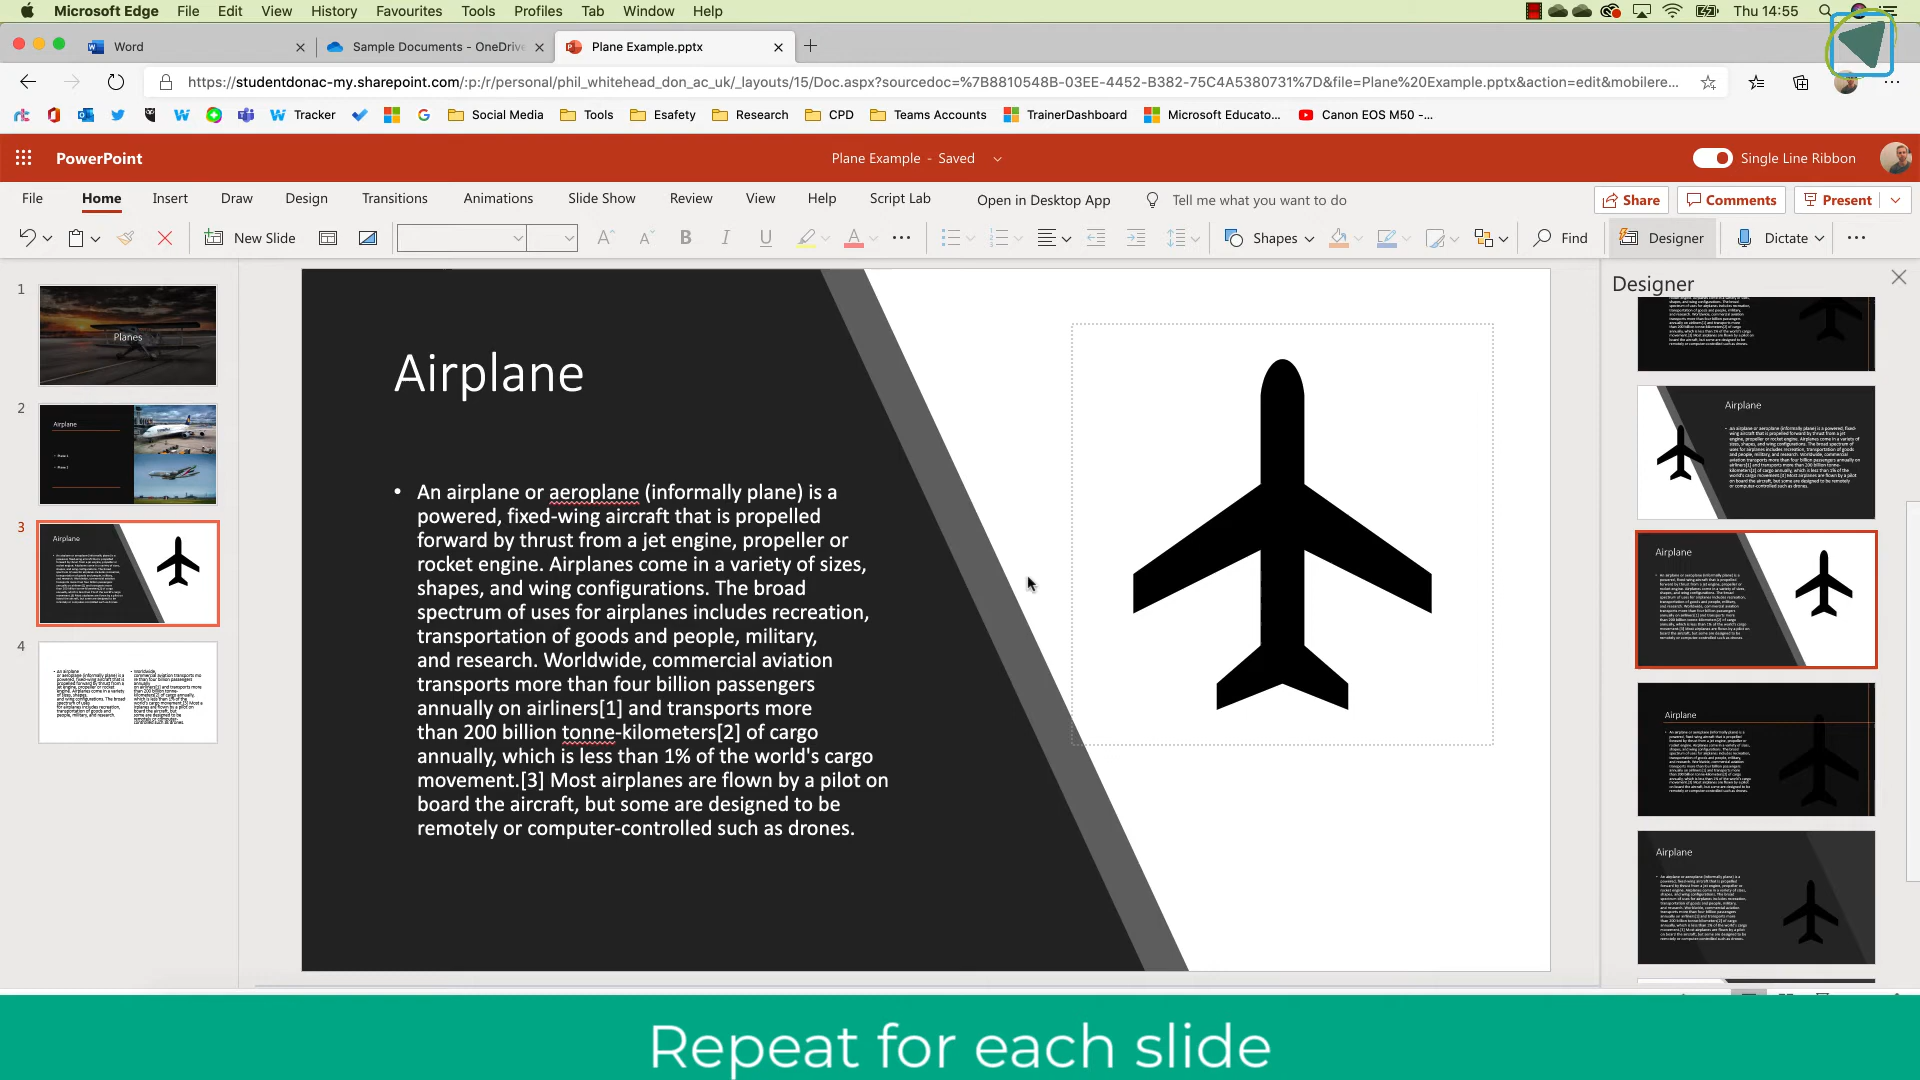 Microsoft Edge File Edit View History Favourites Tools Profiles Tab Window Help Thu 14:55
Word Sample Documents - OneDrive Plane Example.pptx
https://studentdonac-my.sharepoint.com/:p:/r/personal/phil_whitehead_don_ac_uk/_layouts/15/Doc.aspx?sourcedoc=%7B8810548B-03EE-4452-B382-75C4A5380731%7D&file=Plane%20Example.pptx&action=edit&mobilere...
Tracker Social Media Tools Esafety Research CPD Teams Accounts TrainerDashboard Microsoft Educato... Canon EOS M50 -...
PowerPoint Plane Example - Saved Single Line Ribbon
File Home Insert Draw Design Transitions Animations Slide Show Review View Help Script Lab Open in Desktop App Tell me what you want to do Share Comments Present
New Slide B I U A Shapes Find Designer Dictate
Designer
1
Planes
2
Airplane
3
Airplane
4
Airplane
• An airplane or aeroplane (informally plane) is a
powered, fixed-wing aircraft that is propelled
forward by thrust from a jet engine, propeller or
rocket engine. Airplanes come in a variety of sizes,
shapes, and wing configurations. The broad
spectrum of uses for airplanes includes recreation,
transportation of goods and people, military,
and research. Worldwide, commercial aviation
transports more than four billion passengers
annually on airliners[1] and transports more
than 200 billion tonne-kilometers[2] of cargo
annually, which is less than 1% of the world's cargo
movement.[3] Most airplanes are flown by a pilot on
board the aircraft, but some are designed to be
remotely or computer-controlled such as drones.
Airplane
Airplane
Airplane
Airplane
Repeat for each slide